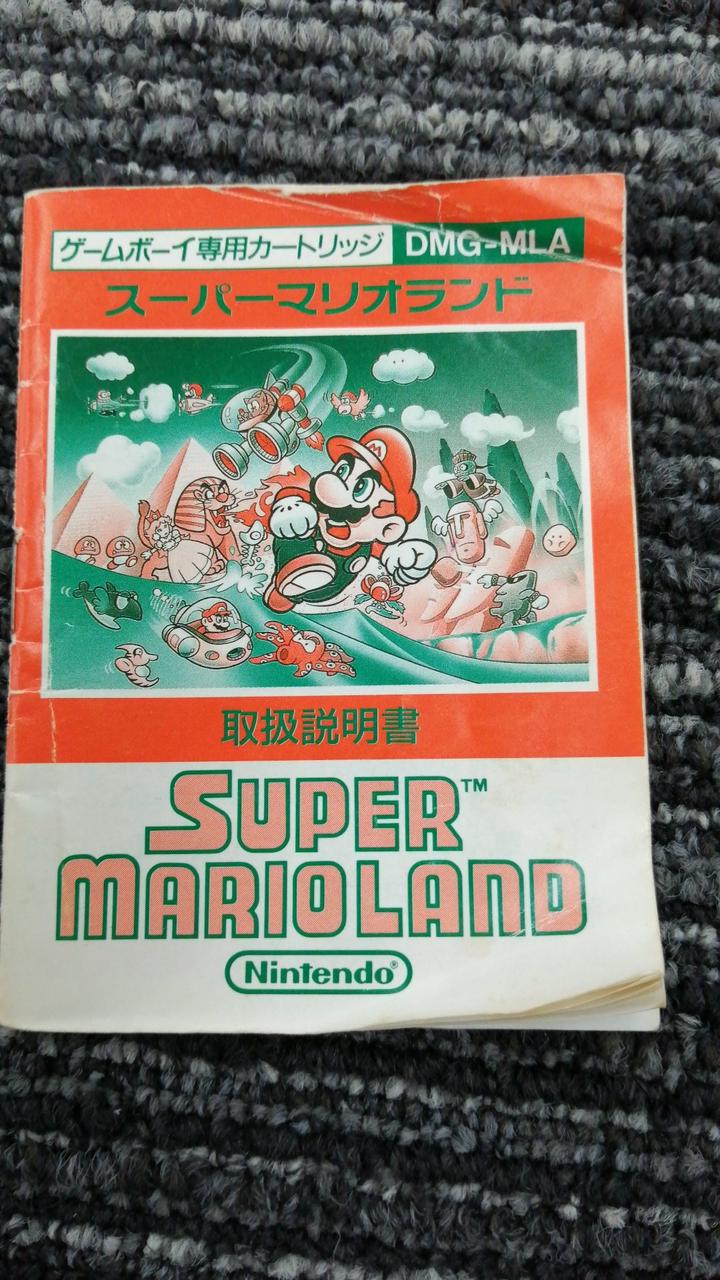 ゲームボーイ専用カートリッジ DMG-MLA
スーパーマリオランド
取扱説明書
SUPER™
MARIOLAND
Nintendo®